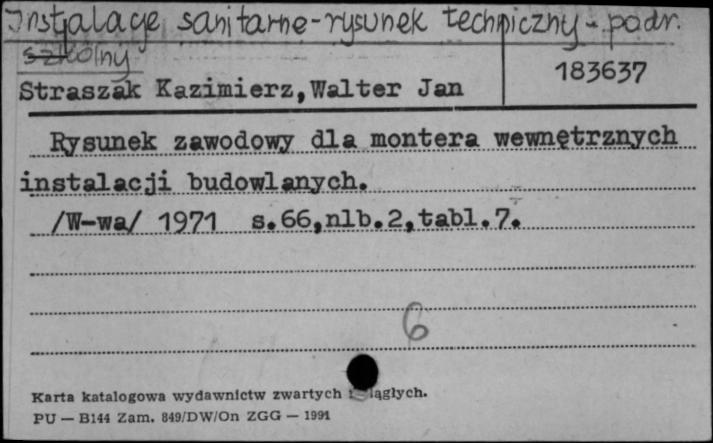 Instalacje sanitarne - rysunek techniczny - podr.
szkolny
183637
Straszak Kazimierz, Walter Jan
Rysunek zawodowy dla montera wewnętrznych
instalacji budowlanych.
/W-wa/ 1971 s.66,nlb.2,tabl.7.
6
Karta katalogowa wydawnictw zwartych i ciągłych.
PU — B144 Zam. 849/DW/On ZGG — 1991